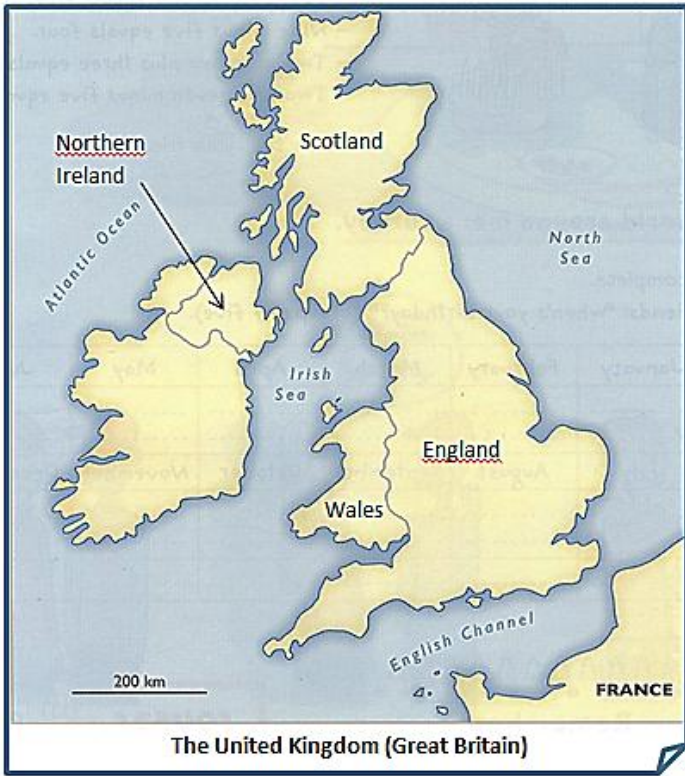 Scotland
Northern
Ireland
Atlantic Ocean
North
Sea
Irish
Sea
England
Wales
English Channel
200 km
FRANCE
The United Kingdom (Great Britain)